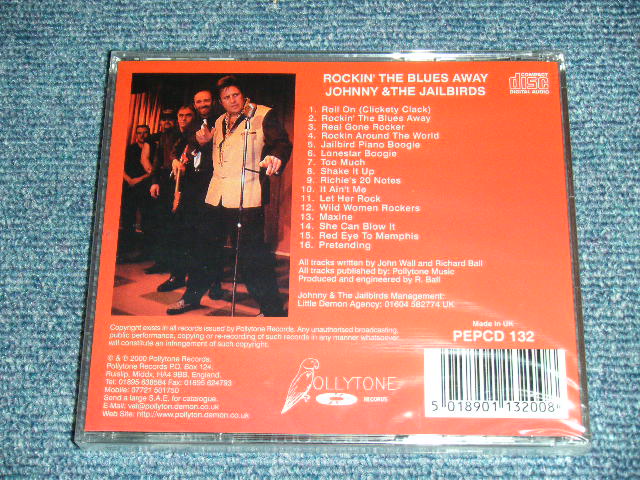 ROCKIN' THE BLUES AWAY
JOHNNY & THE JAILBIRDS
COMPACT
disc
DIGITAL AUDIO
1. Roll On (Clickety Clack)
2. Rockin' The Blues Away
3. Real Gone Rocker
4. Rockin Around The World
5. Jailbird Piano Boogie
6. Lonestar Boogie
7. Too Much
8. Shake It Up
9. Richie's 20 Notes
10. It Ain't Me
11. Let Her Rock
12. Wild Women Rockers
13. Maxine
14. She Can Blow It
15. Red Eye To Memphis
16. Pretending
All tracks written by John Wall and Richard Ball
All tracks published by: Pollytone Music
Produced and engineered by R. Ball
Johnny & The Jailbirds Management:
Little Demon Agency: 01604 582774 UK
Copyright exists in all records issued by Pollytone Records. Any unauthorised broadcasting,
public performance, copying or re-recording of such records in any manner whatsoever
will constitute an infringement of such copyright.
Made in UK
PEPCD 132
℗ & © 2000 Pollytone Records.
Pollytone Records P.O. Box 124,
Ruislip, Middx, HA4 9BB, England.
Tel: 01895 638584 Fax: 01895 624793
Mobile: 07721 501750
Send a large S.A.E. for catalogue.
E-Mail: val@pollyton.demon.co.uk
Web Site: http://www.pollyton.demon.co.uk
POLLYTONE
RECORDS
5 018901 132008